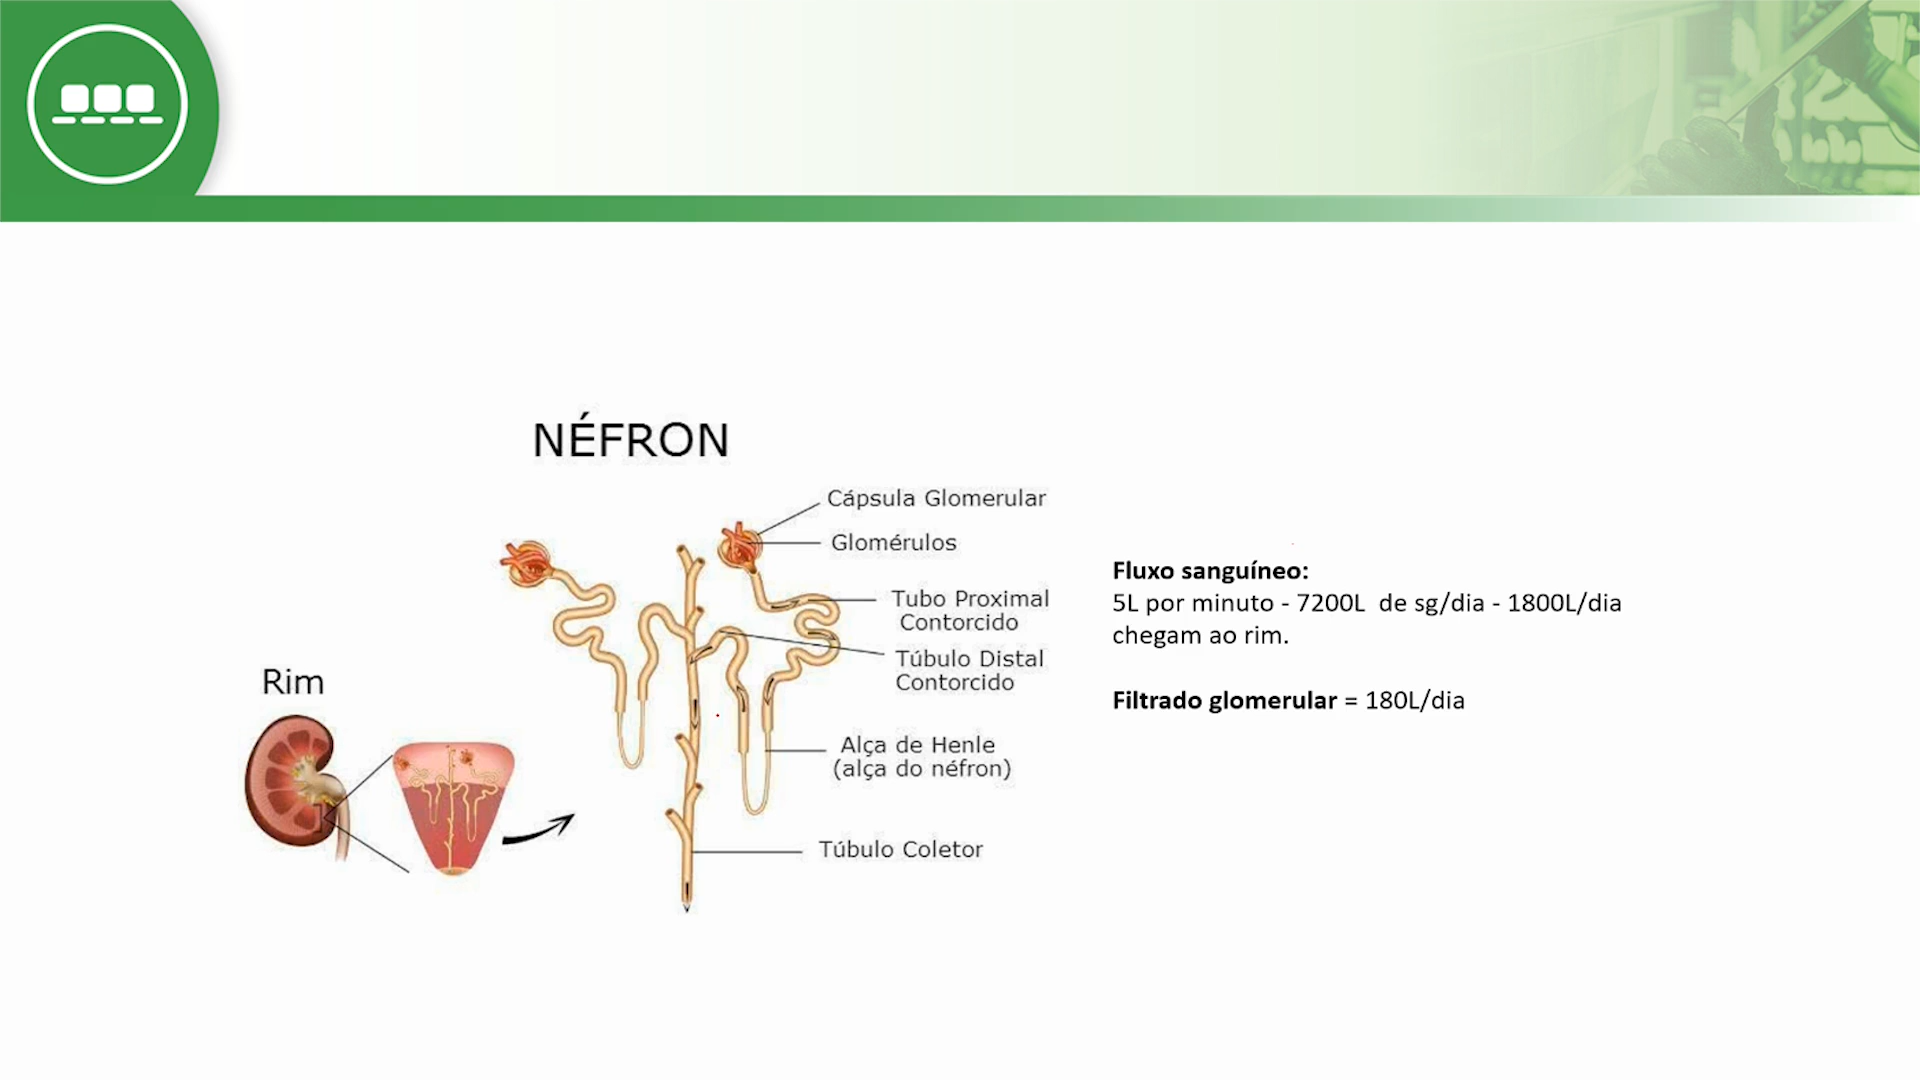 NÉFRON
Cápsula Glomerular
Glomérulos
Tubo Proximal
Contorcido
Túbulo Distal
Contorcido
Rim
Alça de Henle
(alça do néfron)
Túbulo Coletor
Fluxo sanguíneo:
5L por minuto - 7200L  de sg/dia - 1800L/dia
chegam ao rim.
Filtrado glomerular = 180L/dia